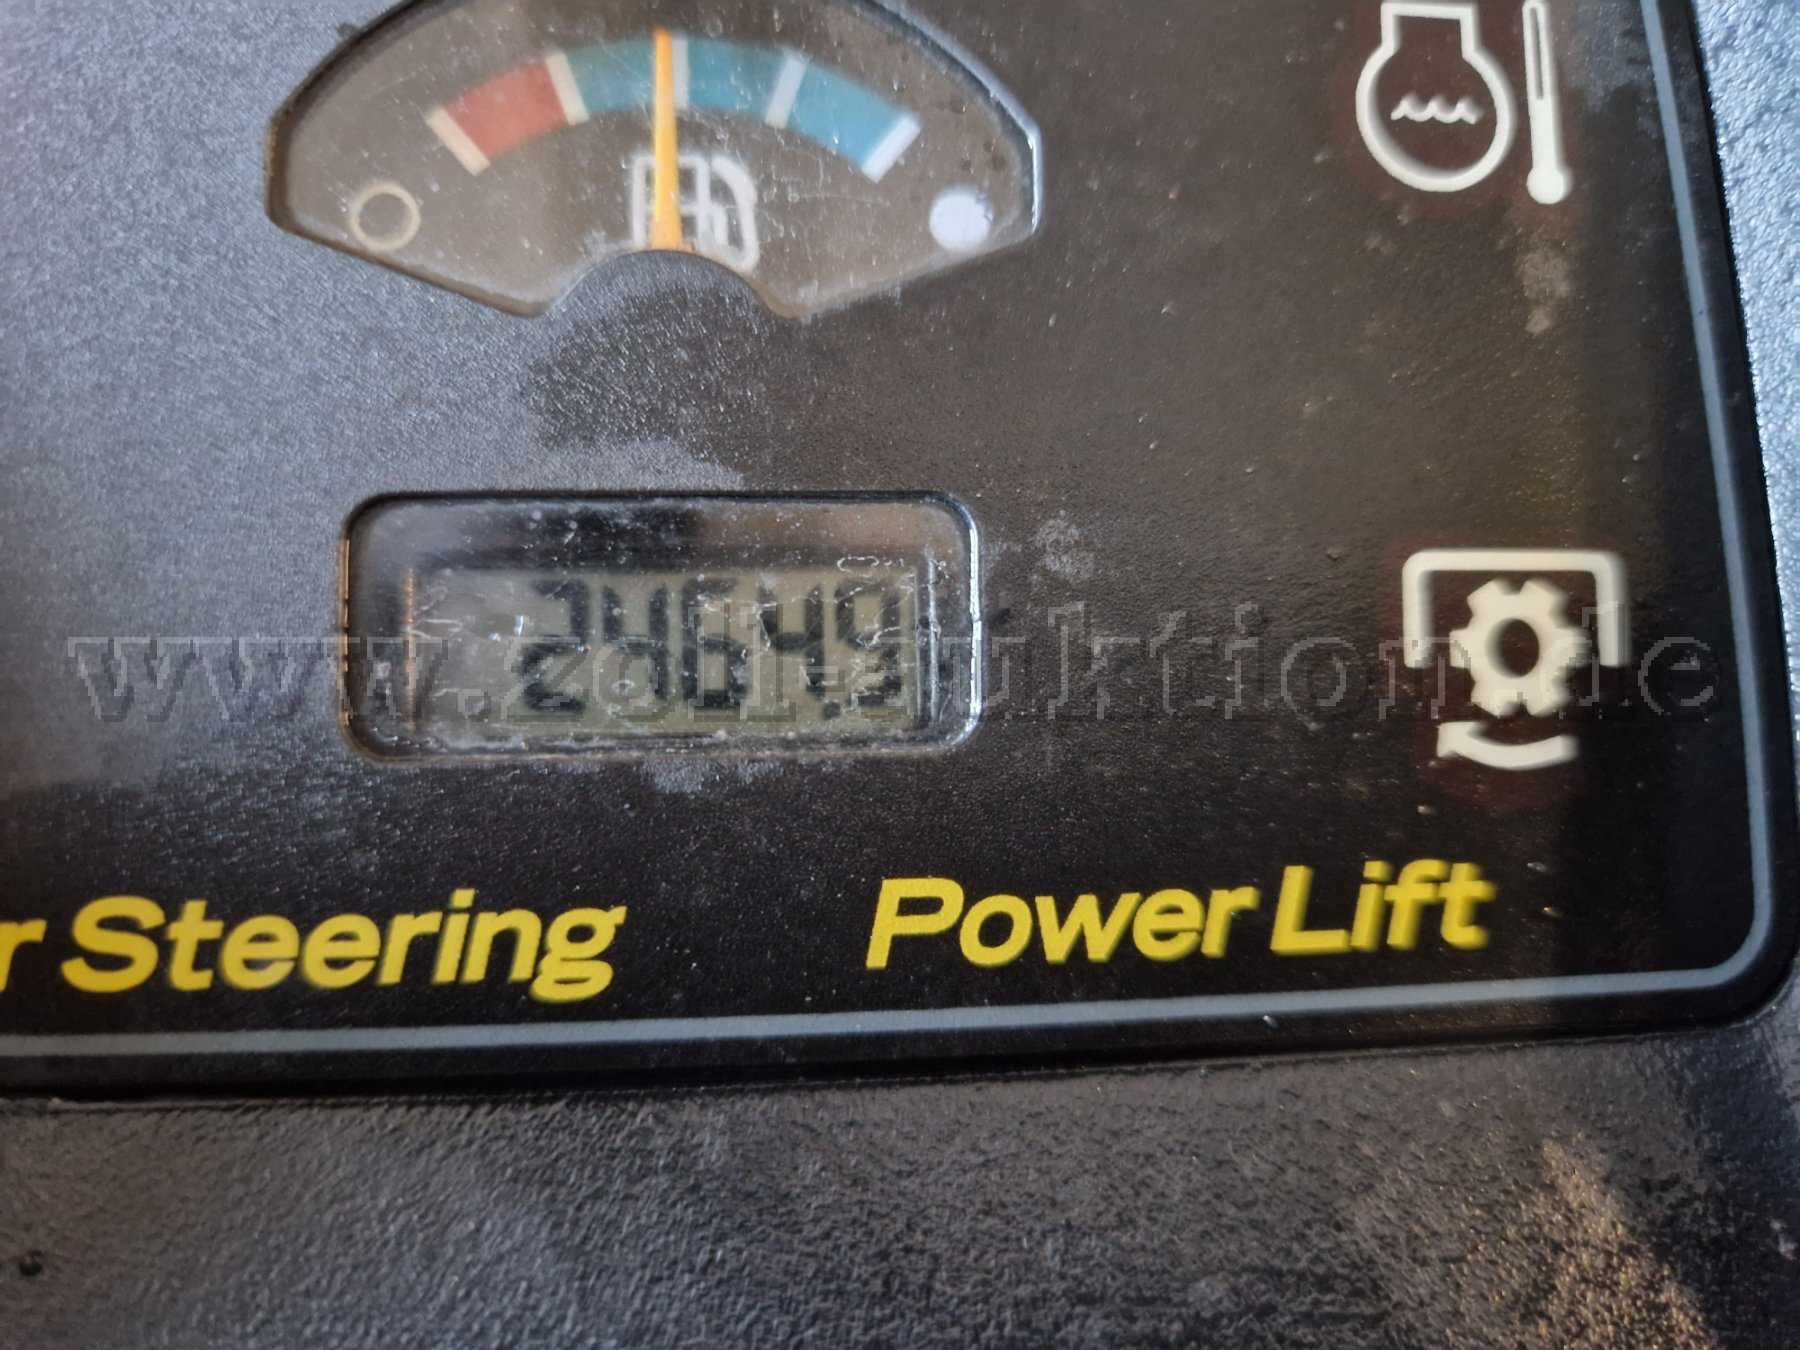 2464.9
www.zoll-auktion.de
r Steering
Power Lift